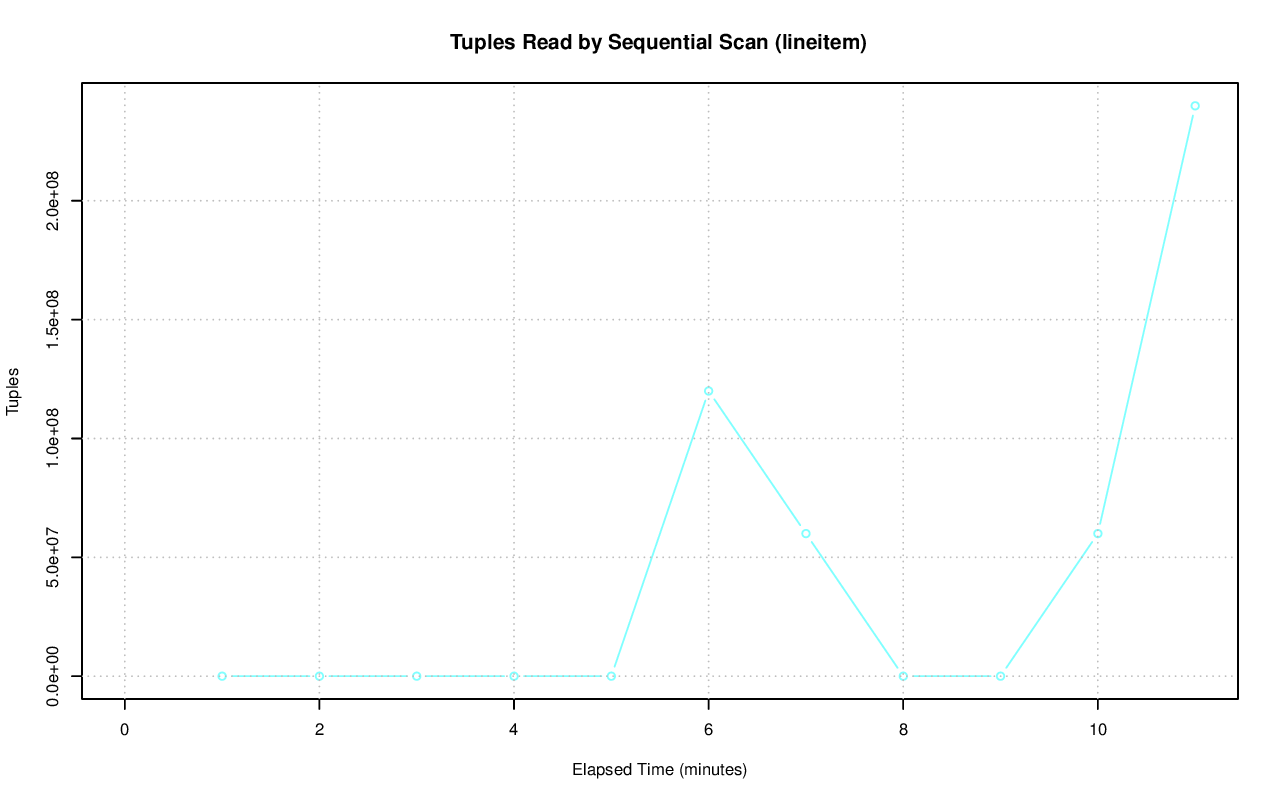 Tuples Read by Sequential Scan (lineitem)
Tuples
2.0e+08
1.5e+08
1.0e+08
5.0e+07
0.0e+00
0 2 4 6 8 10
Elapsed Time (minutes)